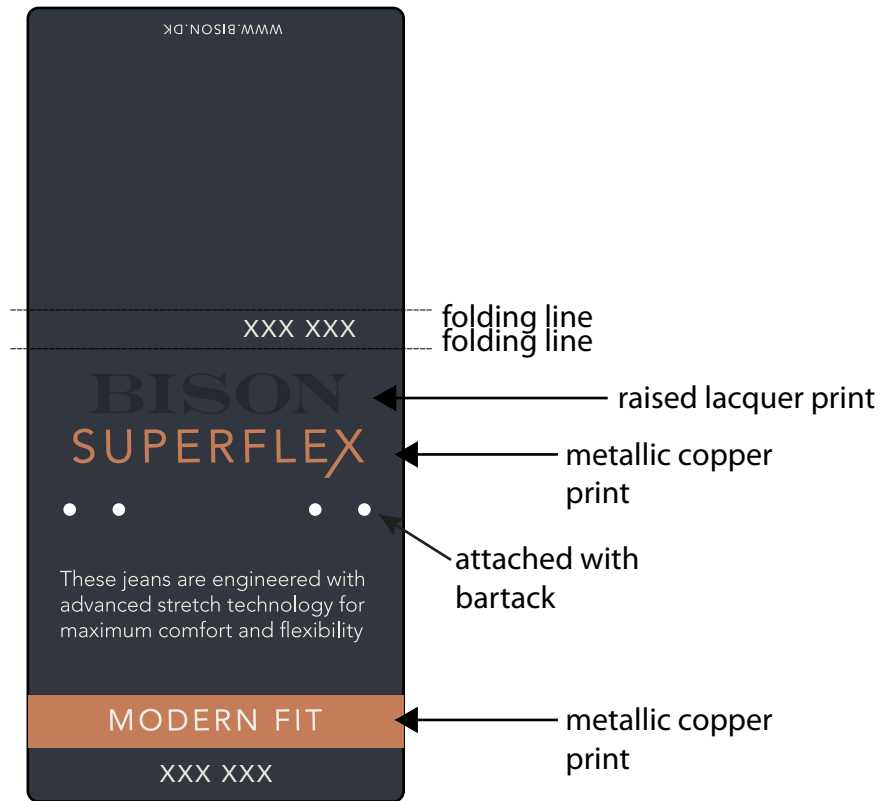 WWW.BISON.DK
folding line
XXX XXX
folding line
BISON
raised lacquer print
SUPERFLEX
metallic copper
print
attached with
bartack
These jeans are engineered with
advanced stretch technology for
maximum comfort and flexibility
MODERN FIT
metallic copper
print
XXX XXX